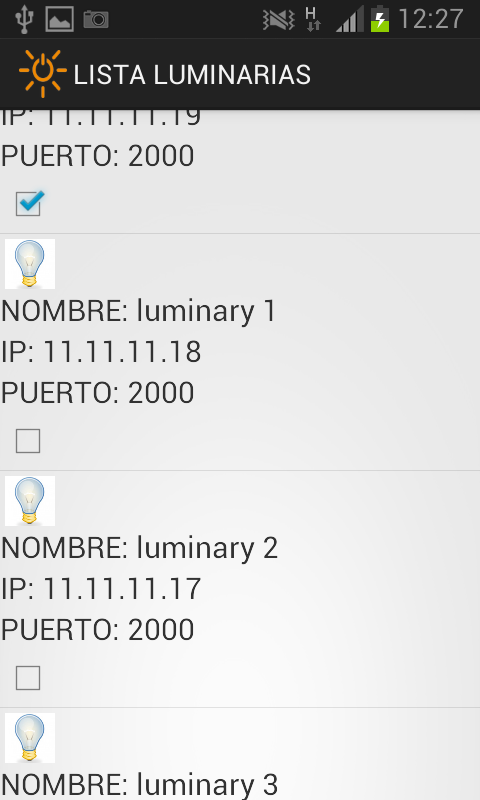 H
12:27
LISTA LUMINARIAS
IP: 11.11.11.19
PUERTO: 2000
NOMBRE: luminary 1
IP: 11.11.11.18
PUERTO: 2000
NOMBRE: luminary 2
IP: 11.11.11.17
PUERTO: 2000
NOMBRE: luminary 3